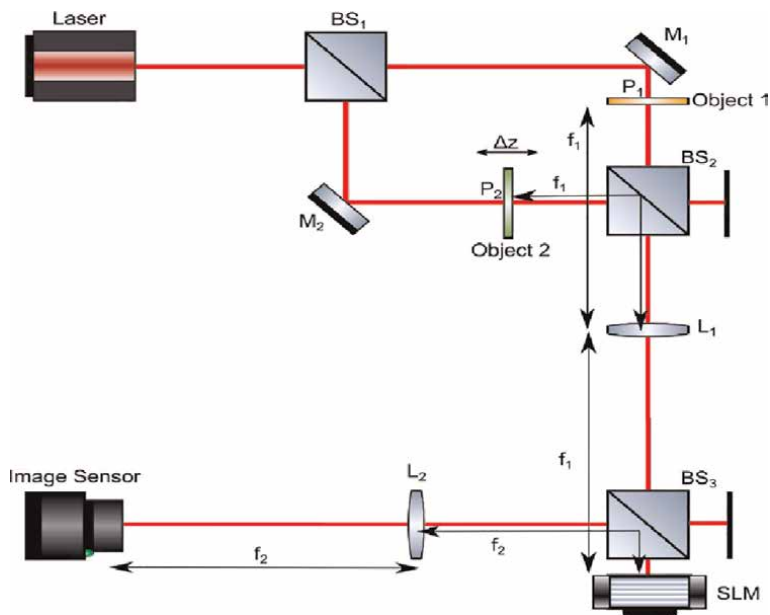 Laser
BS1
M1
P1
Object 1
f1
Δz
BS2
P2
f1
M2
Object 2
L1
f1
Image Sensor
L2
BS3
f2
f2
SLM